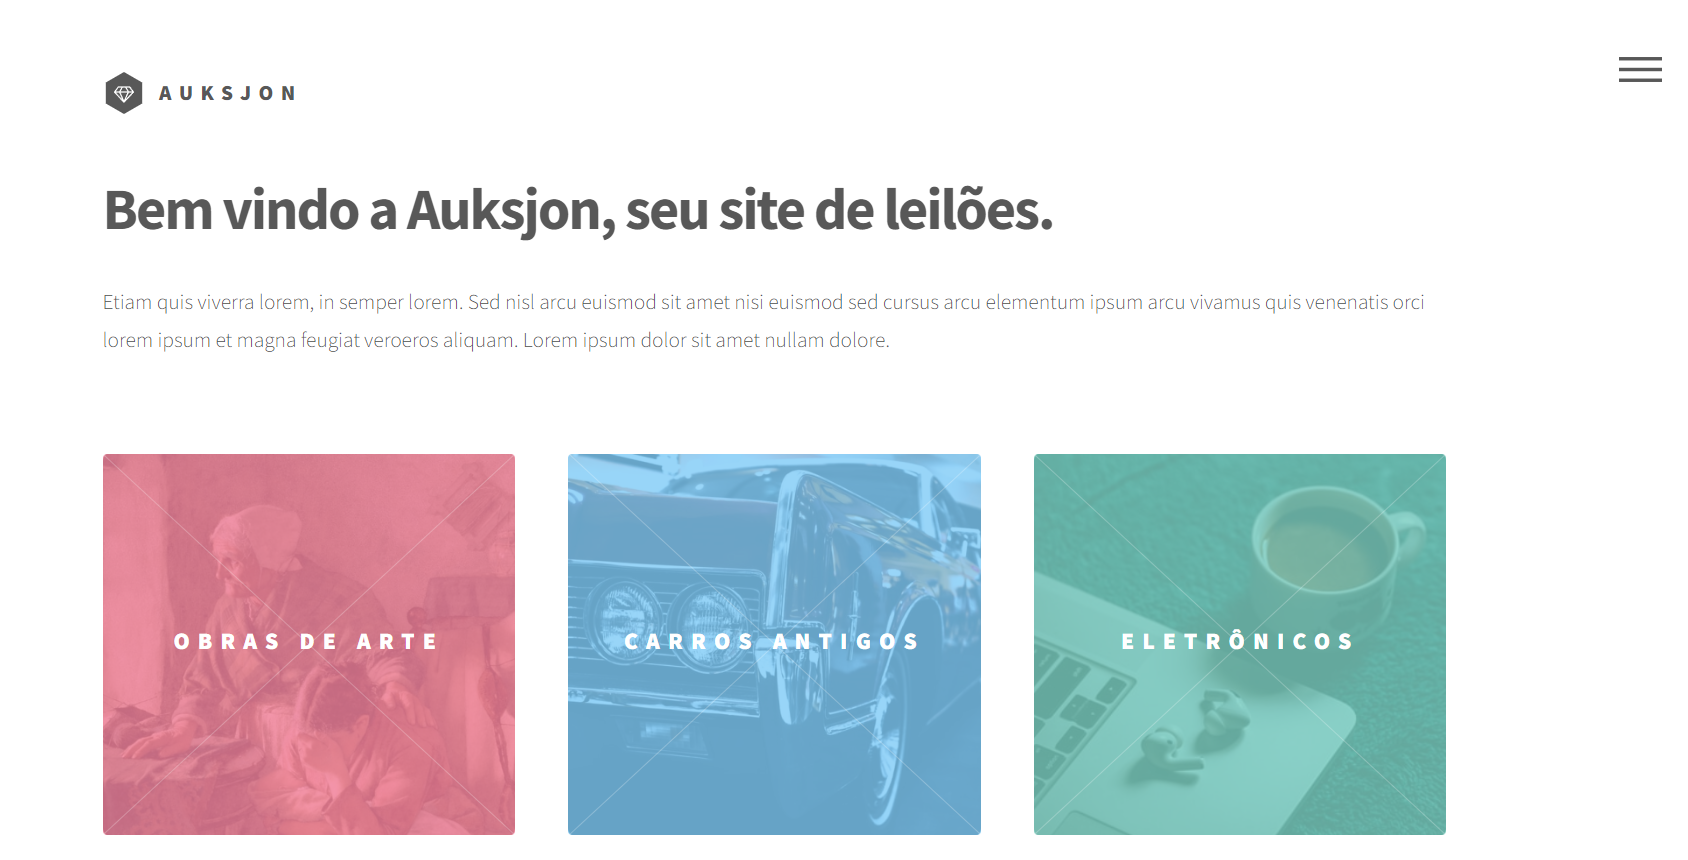 AUKSJON
Bem vindo a Auksjon, seu site de leilões.
Etiam quis viverra lorem, in semper lorem. Sed nisl arcu euismod sit amet nisi euismod sed cursus arcu elementum ipsum arcu vivamus quis venenatis orci
lorem ipsum et magna feugiat veroeros aliquam. Lorem ipsum dolor sit amet nullam dolore.
OBRAS DE ARTE
CARROS ANTIGOS
ELETRÔNICOS